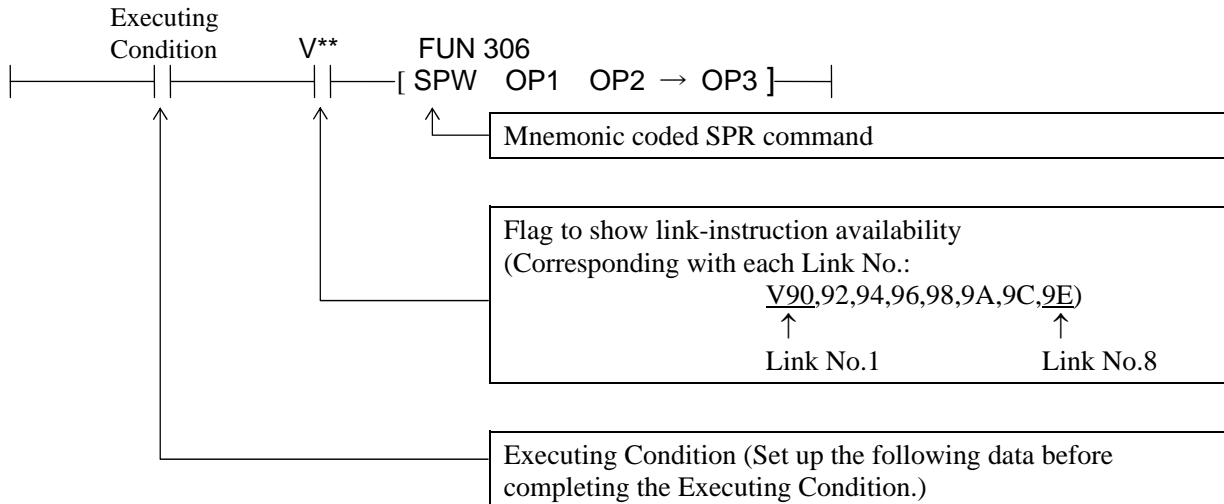 Executing
Condition V** FUN 306
[ SPW OP1 OP2 → OP3 ]
Mnemonic coded SPR command
Flag to show link-instruction availability
(Corresponding with each Link No.:
V90,92,94,96,98,9A,9C,9E)
↑ ↑
Link No.1 Link No.8
Executing Condition (Set up the following data before
completing the Executing Condition.)